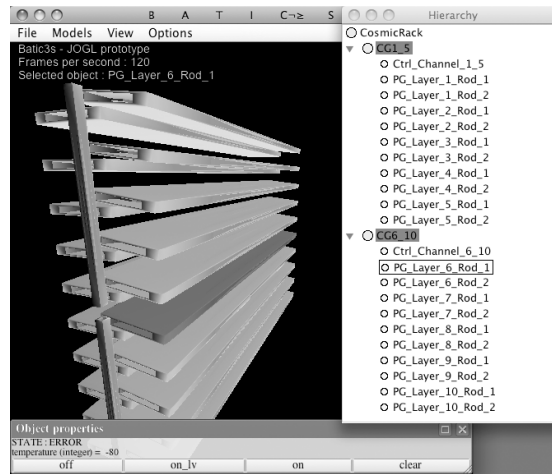 B A T I C¬≥ S
File Models View Options
Batic3s - JOGL prototype
Frames per second : 120
Selected object : PG_Layer_6_Rod_1
Object properties
STATE : ERROR
temperature (integer) = -80
off on_lv on clear
Hierarchy
CosmicRack
CG1_5
Ctrl_Channel_1_5
PG_Layer_1_Rod_1
PG_Layer_1_Rod_2
PG_Layer_2_Rod_1
PG_Layer_2_Rod_2
PG_Layer_3_Rod_1
PG_Layer_3_Rod_2
PG_Layer_4_Rod_1
PG_Layer_4_Rod_2
PG_Layer_5_Rod_1
PG_Layer_5_Rod_2
CG6_10
Ctrl_Channel_6_10
PG_Layer_6_Rod_1
PG_Layer_6_Rod_2
PG_Layer_7_Rod_1
PG_Layer_7_Rod_2
PG_Layer_8_Rod_1
PG_Layer_8_Rod_2
PG_Layer_9_Rod_1
PG_Layer_9_Rod_2
PG_Layer_10_Rod_1
PG_Layer_10_Rod_2